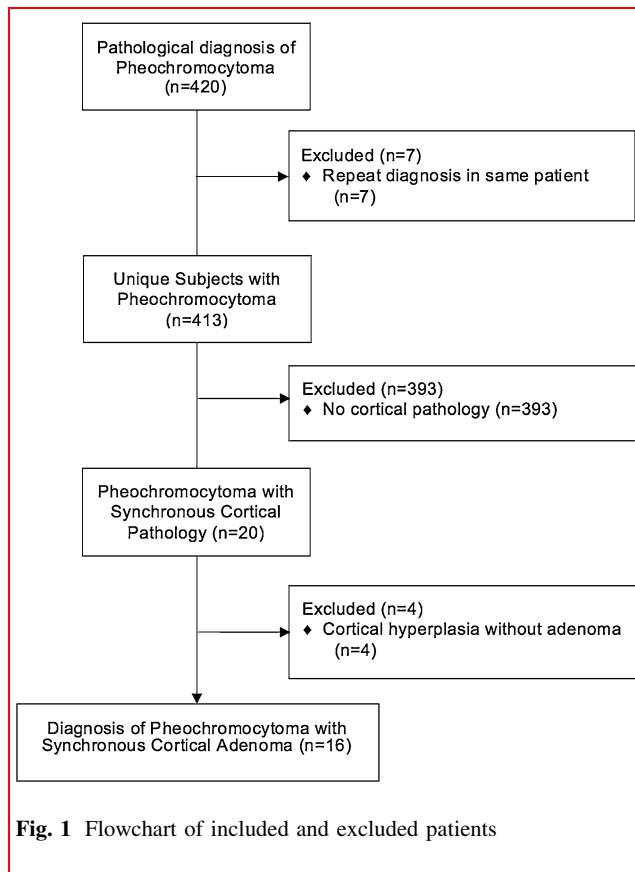 Pathological diagnosis of
Pheochromocytoma
(n=420)
Excluded (n=7)
♦ Repeat diagnosis in same patient
(n=7)
Unique Subjects with
Pheochromocytoma
(n=413)
Excluded (n=393)
♦ No cortical pathology (n=393)
Pheochromocytoma with
Synchronous Cortical
Pathology (n=20)
Excluded (n=4)
♦ Cortical hyperplasia without adenoma
(n=4)
Diagnosis of Pheochromocytoma with
Synchronous Cortical Adenoma (n=16)
Fig. 1 Flowchart of included and excluded patients